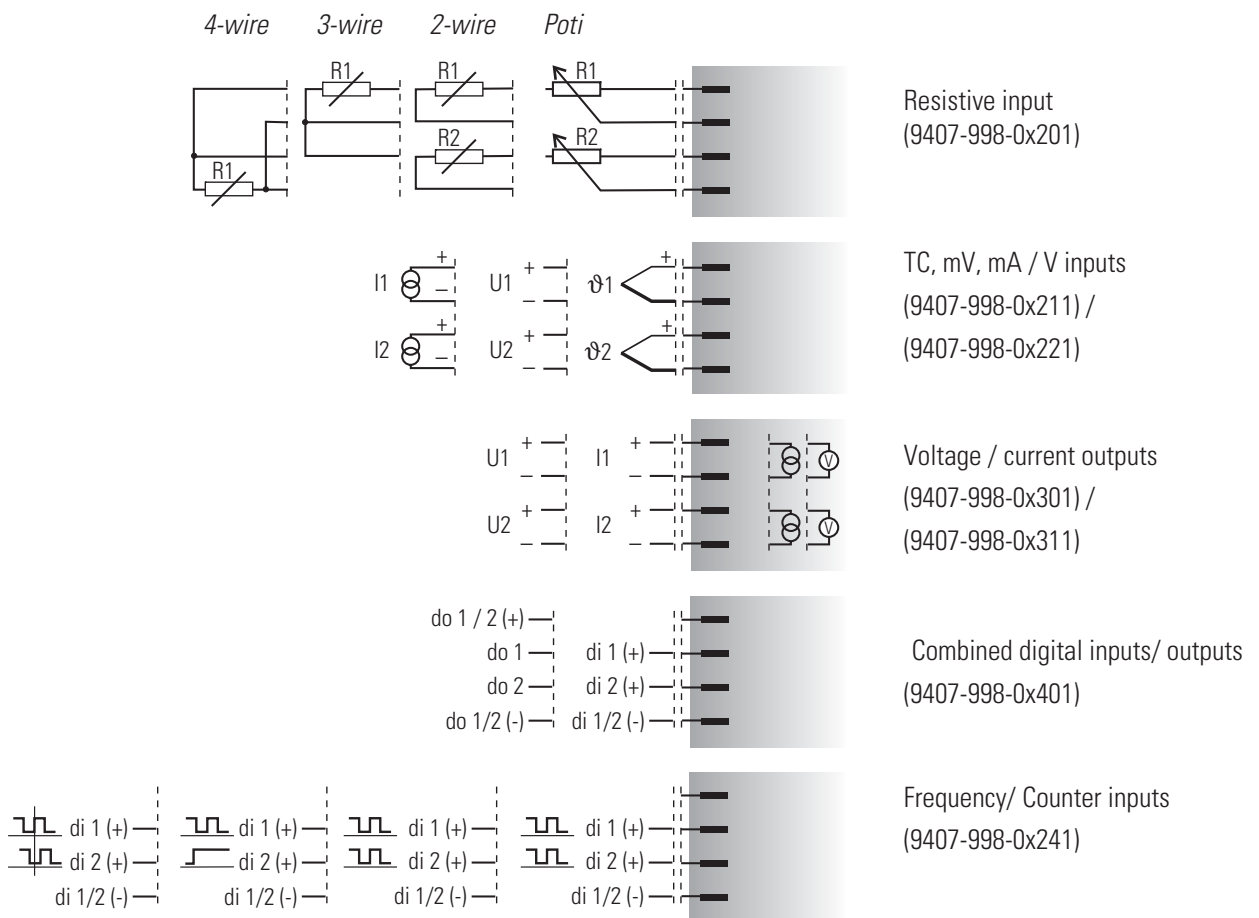 4-wire 3-wire 2-wire Poti
R1 R1 R1
R2 R2
R1
Resistive input
(9407-998-0x201)
I1 + − U1 + − ϑ1 +
I2 + − U2 + − ϑ2 +
TC, mV, mA / V inputs
(9407-998-0x211) /
(9407-998-0x221)
U1 + − I1 + − V
U2 + − I2 + − V
Voltage / current outputs
(9407-998-0x301) /
(9407-998-0x311)
do 1 / 2 (+)
do 1 di 1 (+)
do 2 di 2 (+)
do 1/2 (-) di 1/2 (-)
Combined digital inputs/ outputs
(9407-998-0x401)
di 1 (+) di 1 (+) di 1 (+) di 1 (+)
di 2 (+) di 2 (+) di 2 (+) di 2 (+)
di 1/2 (-) di 1/2 (-) di 1/2 (-) di 1/2 (-)
Frequency/ Counter inputs
(9407-998-0x241)